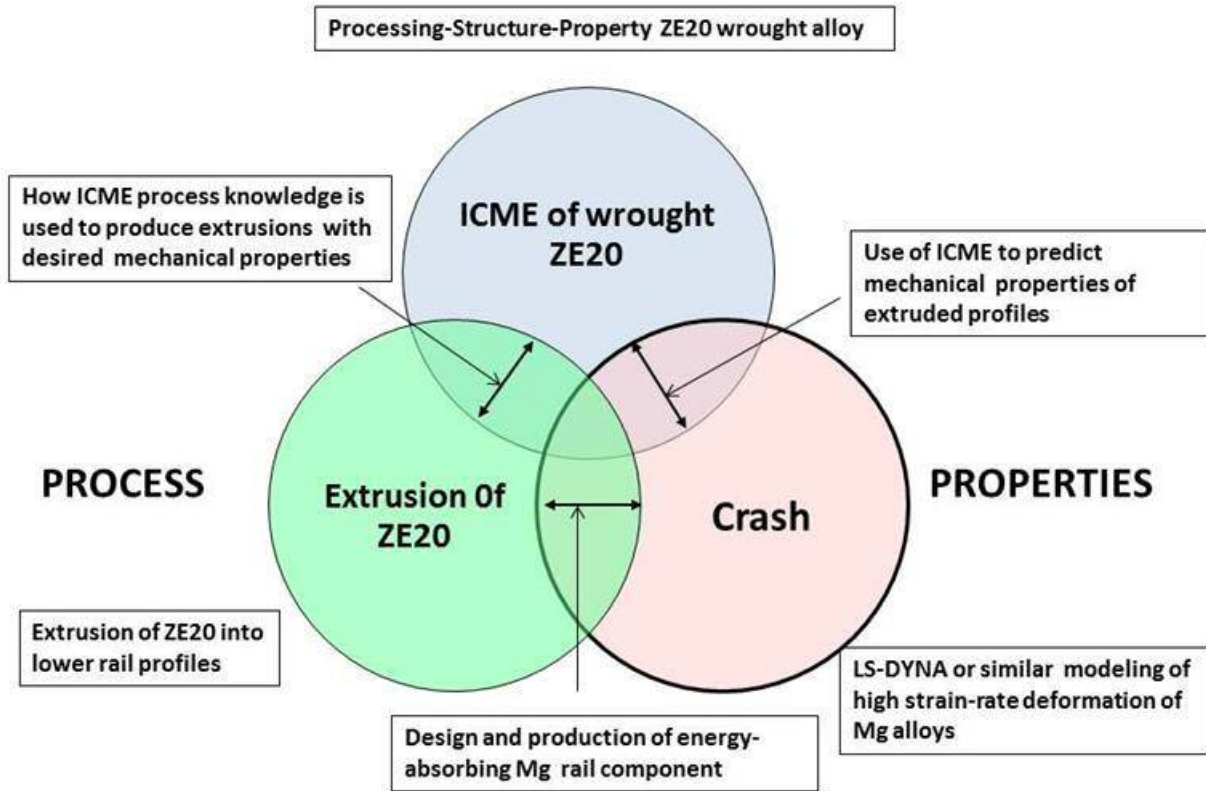 Processing-Structure-Property ZE20 wrought alloy
How ICME process knowledge is
used to produce extrusions with
desired mechanical properties
ICME of wrought
ZE20
Use of ICME to predict
mechanical properties of
extruded profiles
PROCESS
Extrusion 0f
ZE20
Crash
PROPERTIES
Extrusion of ZE20 into
lower rail profiles
Design and production of energy-
absorbing Mg rail component
LS-DYNA or similar modeling of
high strain-rate deformation of
Mg alloys